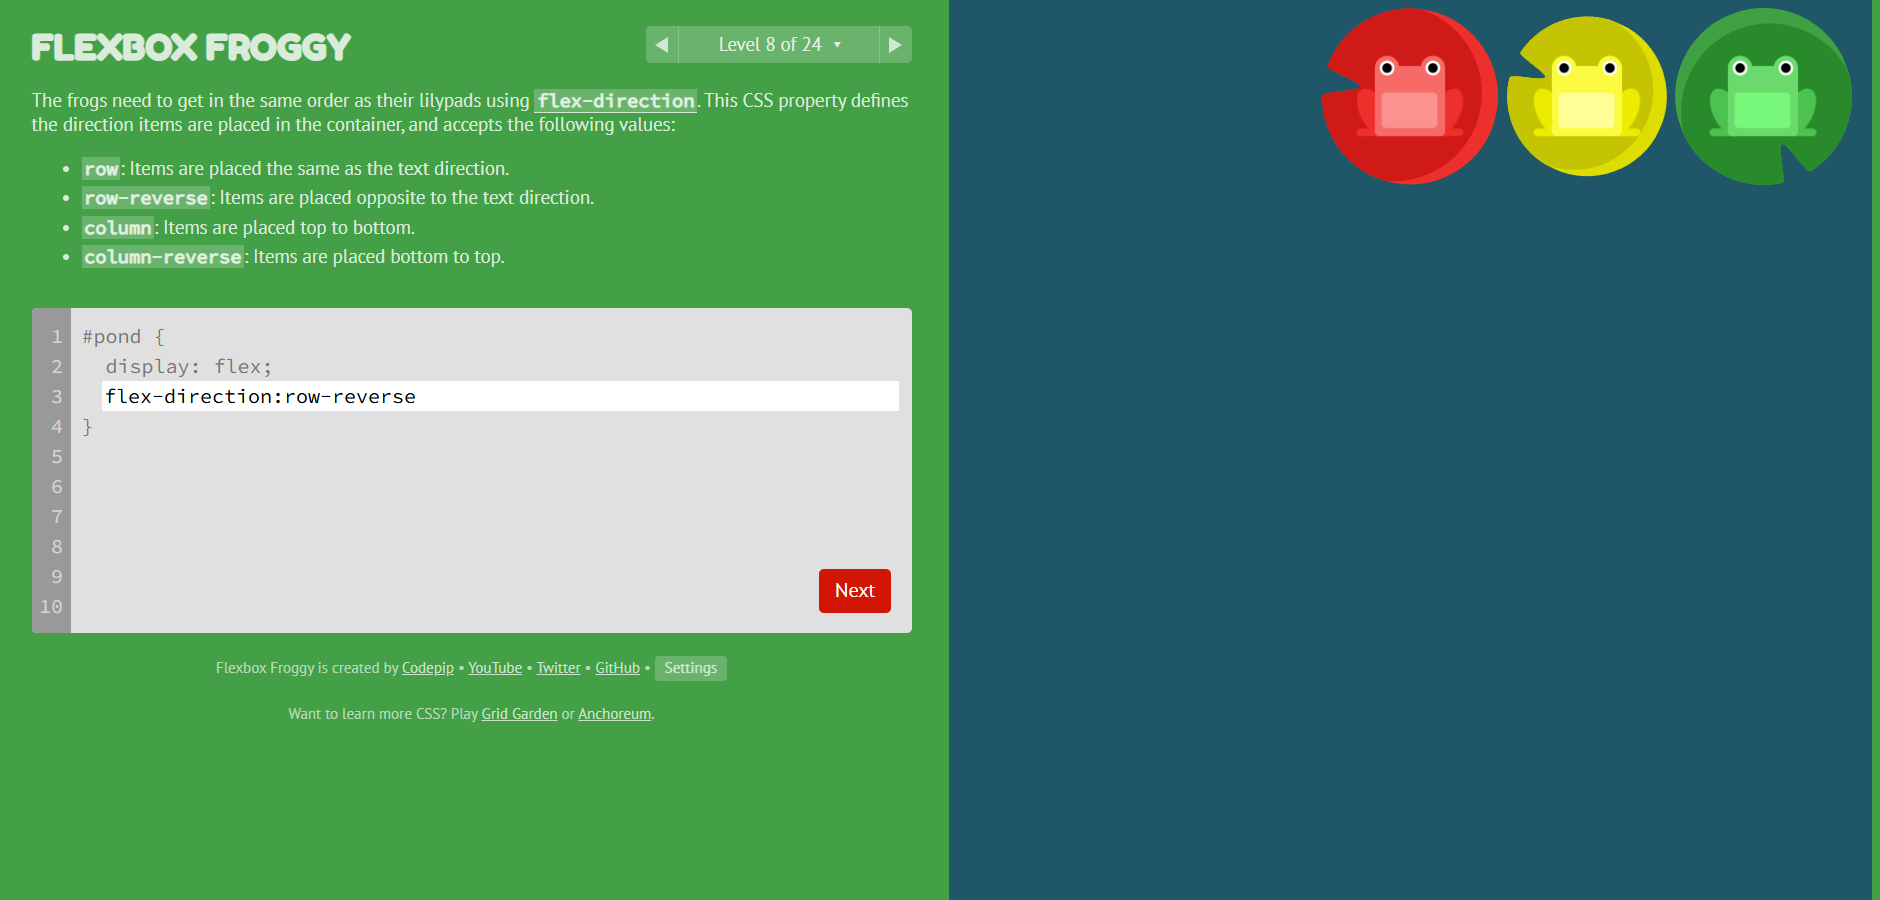 FLEXBOX FROGGY
◀ Level 8 of 24 ▾ ▶
The frogs need to get in the same order as their lilypads using flex-direction. This CSS property defines
the direction items are placed in the container, and accepts the following values:
• row: Items are placed the same as the text direction.
• row-reverse: Items are placed opposite to the text direction.
• column: Items are placed top to bottom.
• column-reverse: Items are placed bottom to top.
1 #pond {
2   display: flex;
3   flex-direction:row-reverse
4 }
5
6
7
8
9
10
Next
Flexbox Froggy is created by Codepip • YouTube • Twitter • GitHub • Settings
Want to learn more CSS? Play Grid Garden or Anchoreum.